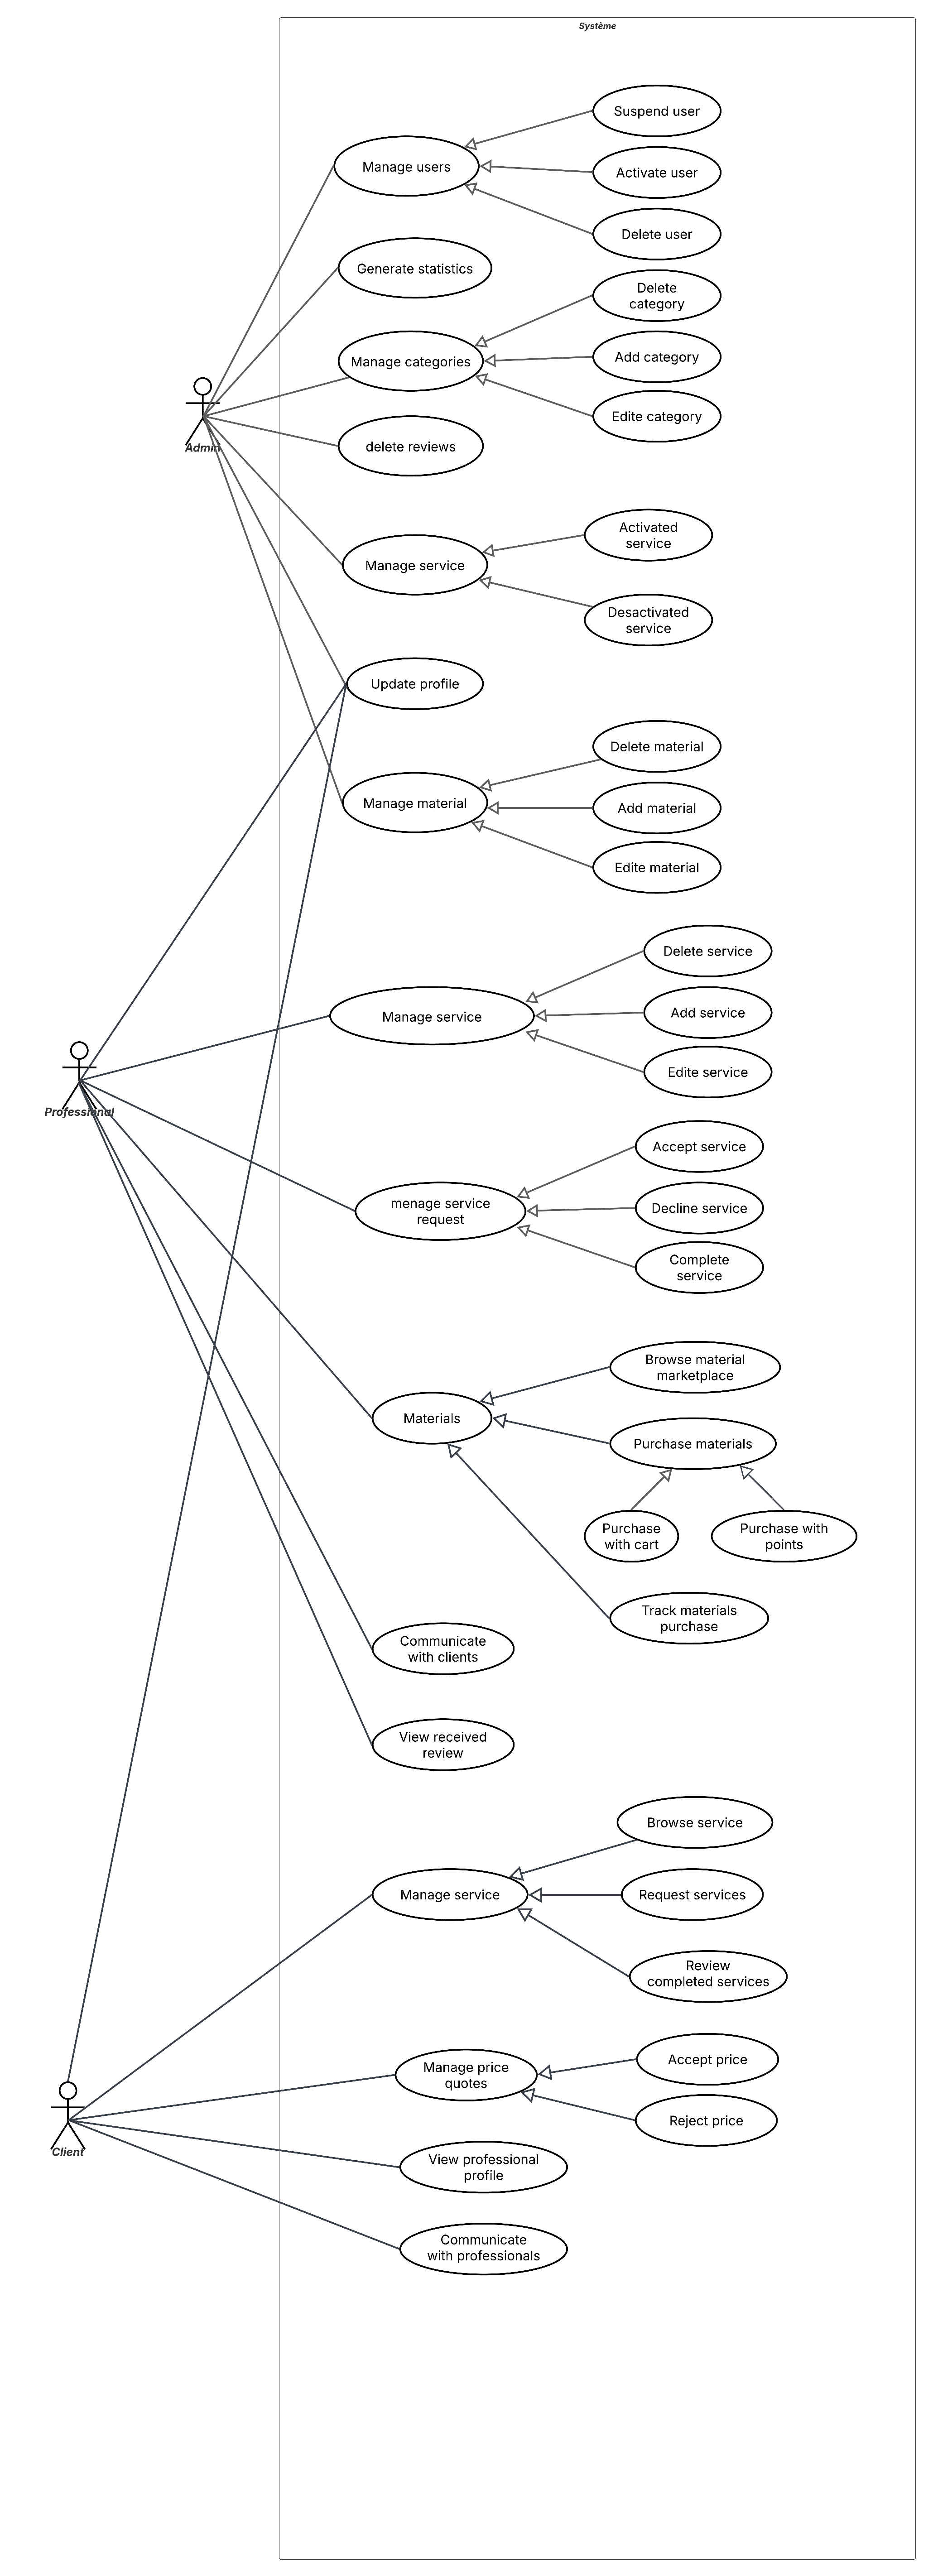 Système
Suspend user
Manage users
Activate user
Delete user
Generate statistics
Delete
category
Manage categories
Add category
Edite category
Admin
delete reviews
Activated
service
Manage service
Desactivated
service
Update profile
Delete material
Manage material
Add material
Edite material
Delete service
Manage service
Add service
Edite service
Professional
Accept service
menage service
request
Decline service
Complete
service
Browse material
marketplace
Materials
Purchase materials
Purchase
with cart
Purchase with
points
Track materials
purchase
Communicate
with clients
View received
review
Browse service
Manage service
Request services
Review
completed services
Manage price
quotes
Accept price
Reject price
Client
View professional
profile
Communicate
with professionals